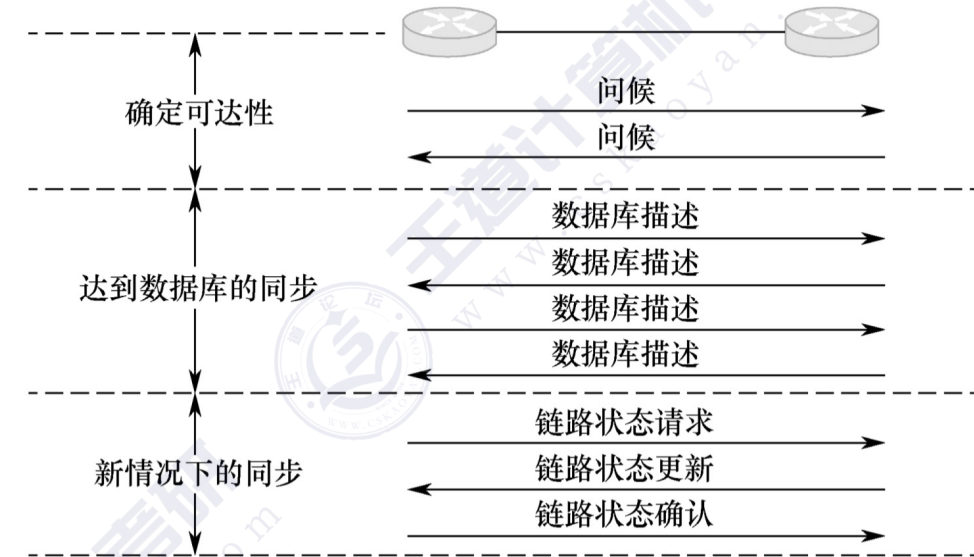 确定可达性
问候
问候
达到数据库的同步
数据库描述
数据库描述
数据库描述
数据库描述
新情况下的同步
链路状态请求
链路状态更新
链路状态确认